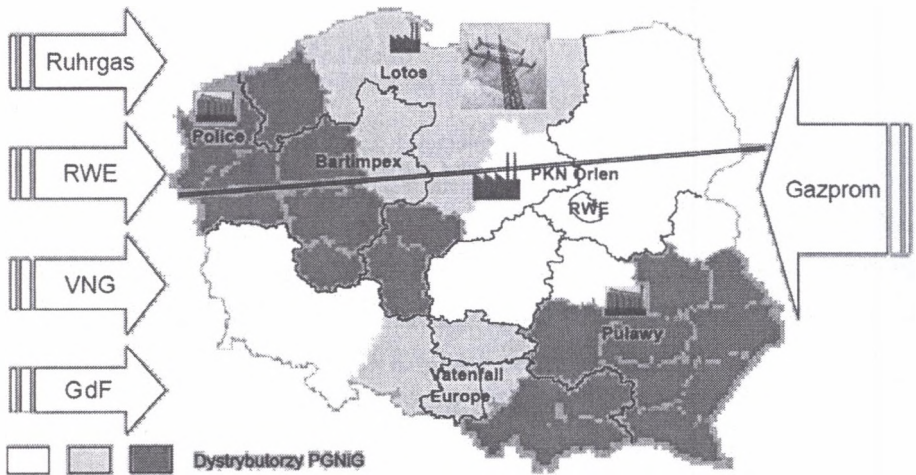 Ruhrgas
RWE
VNG
GdF
Lotos
Police
Bartimpex
PKN Orlen
RWE
Gazprom
Puławy
Vatenfall
Europe
Dystrybutorzy PGNiG